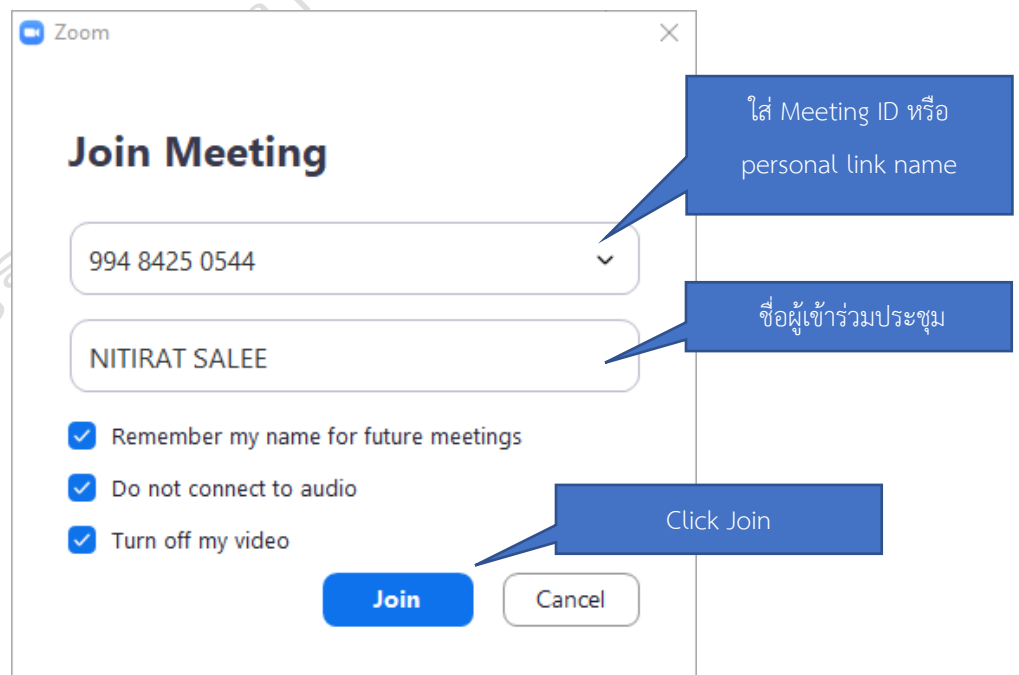 Zoom
ใส่ Meeting ID หรือ
personal link name
Join Meeting
994 8425 0544
ชื่อผู้เข้าร่วมประชุม
NITIRAT SALEE
Remember my name for future meetings
Do not connect to audio
Click Join
Turn off my video
Join
Cancel